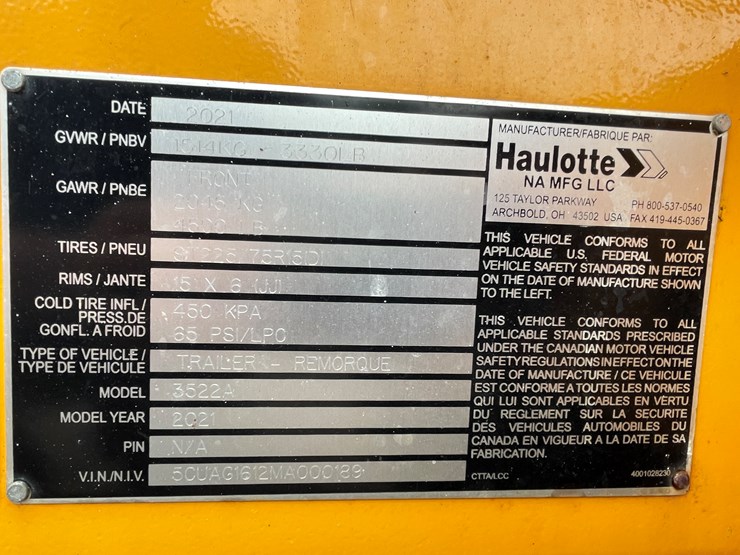 DATE 2021
GVWR / PNBV 1514KG 3330LB
GAWR / PNBE FRONT
KG
TIRES / PNEU
RIMS / JANTE 15 X 6 (JJ)
COLD TIRE INFL / 450 KPA
PRESS.DE
GONFL. A FROID 65 PSI/LPC
TYPE OF VEHICLE / TRAILER - REMORQUE
TYPE DE VÉHICULE
MODEL 3522A
MODEL YEAR 2021
PIN N/A
V.I.N./N.I.V. 5CUAG1612MA000189
MANUFACTURER/FABRIQUE PAR:
Haulotte
NA MFG LLC
125 TAYLOR PARKWAY PH 800-537-0540
ARCHBOLD, OH 43502 USA FAX 419-445-0367
THIS VEHICLE CONFORMS TO ALL
APPLICABLE U.S. FEDERAL MOTOR
VEHICLE SAFETY STANDARDS IN EFFECT
ON THE DATE OF MANUFACTURE SHOWN
TO THE LEFT.
THIS VEHICLE CONFORMS TO ALL
APPLICABLE STANDARDS PRESCRIBED
UNDER THE CANADIAN MOTOR VEHICLE
SAFETY REGULATIONS IN EFFECT ON THE
DATE OF MANUFACTURE / CE VEHICULE
EST CONFORME A TOUTES LES NORMES
QUI LUI SONT APPLICABLES EN VERTU
DU REGLEMENT SUR LA SECURITE
DES VEHICULES AUTOMOBILES DU
CANADA EN VIGUEUR A LA DATE DE SA
FABRICATION.
CTTA/LCC 4001028230